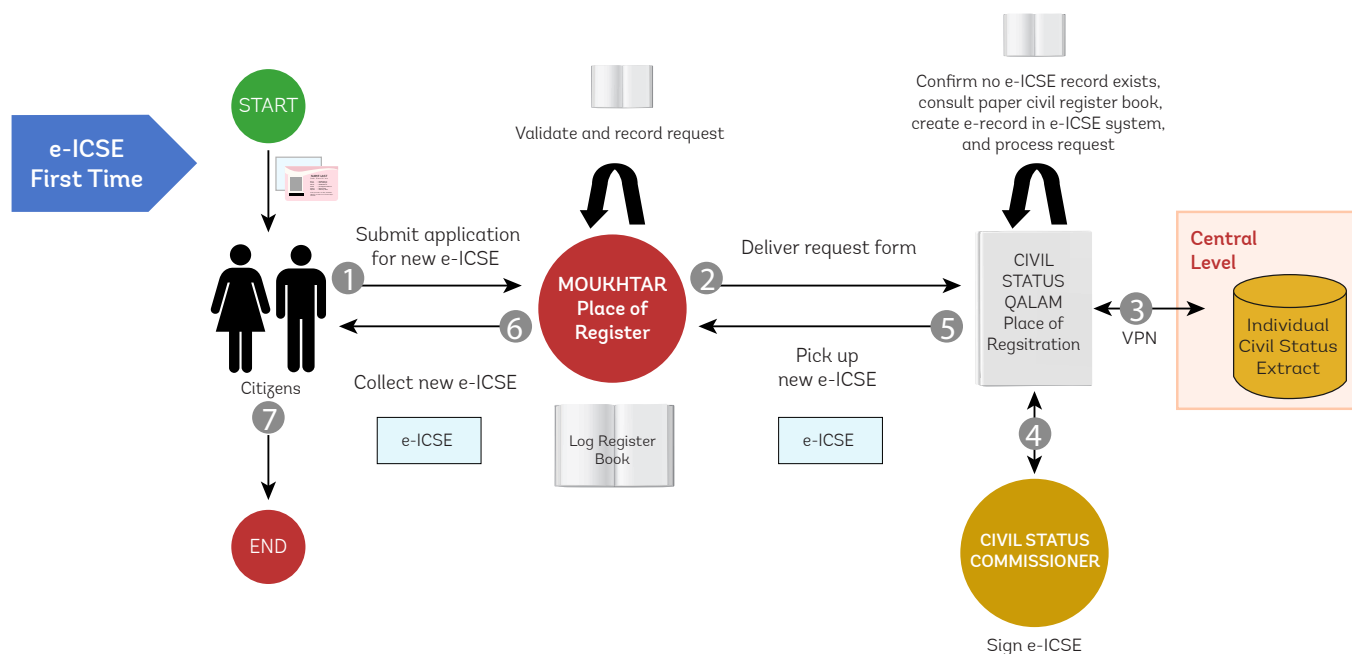 e-ICSE
First Time
START
Submit application
for new e-ICSE
1
6
Collect new e-ICSE
e-ICSE
Citizens
7
END
Validate and record request
MOUKHTAR
Place of
Register
Log Register
Book
2
Deliver request form
5
Pick up
new e-ICSE
e-ICSE
Confirm no e-ICSE record exists,
consult paper civil register book,
create e-record in e-ICSE system,
and process request
CIVIL
STATUS
QALAM
Place of
Regsitration
3
VPN
Central
Level
Individual
Civil Status
Extract
4
CIVIL STATUS
COMMISSIONER
Sign e-ICSE